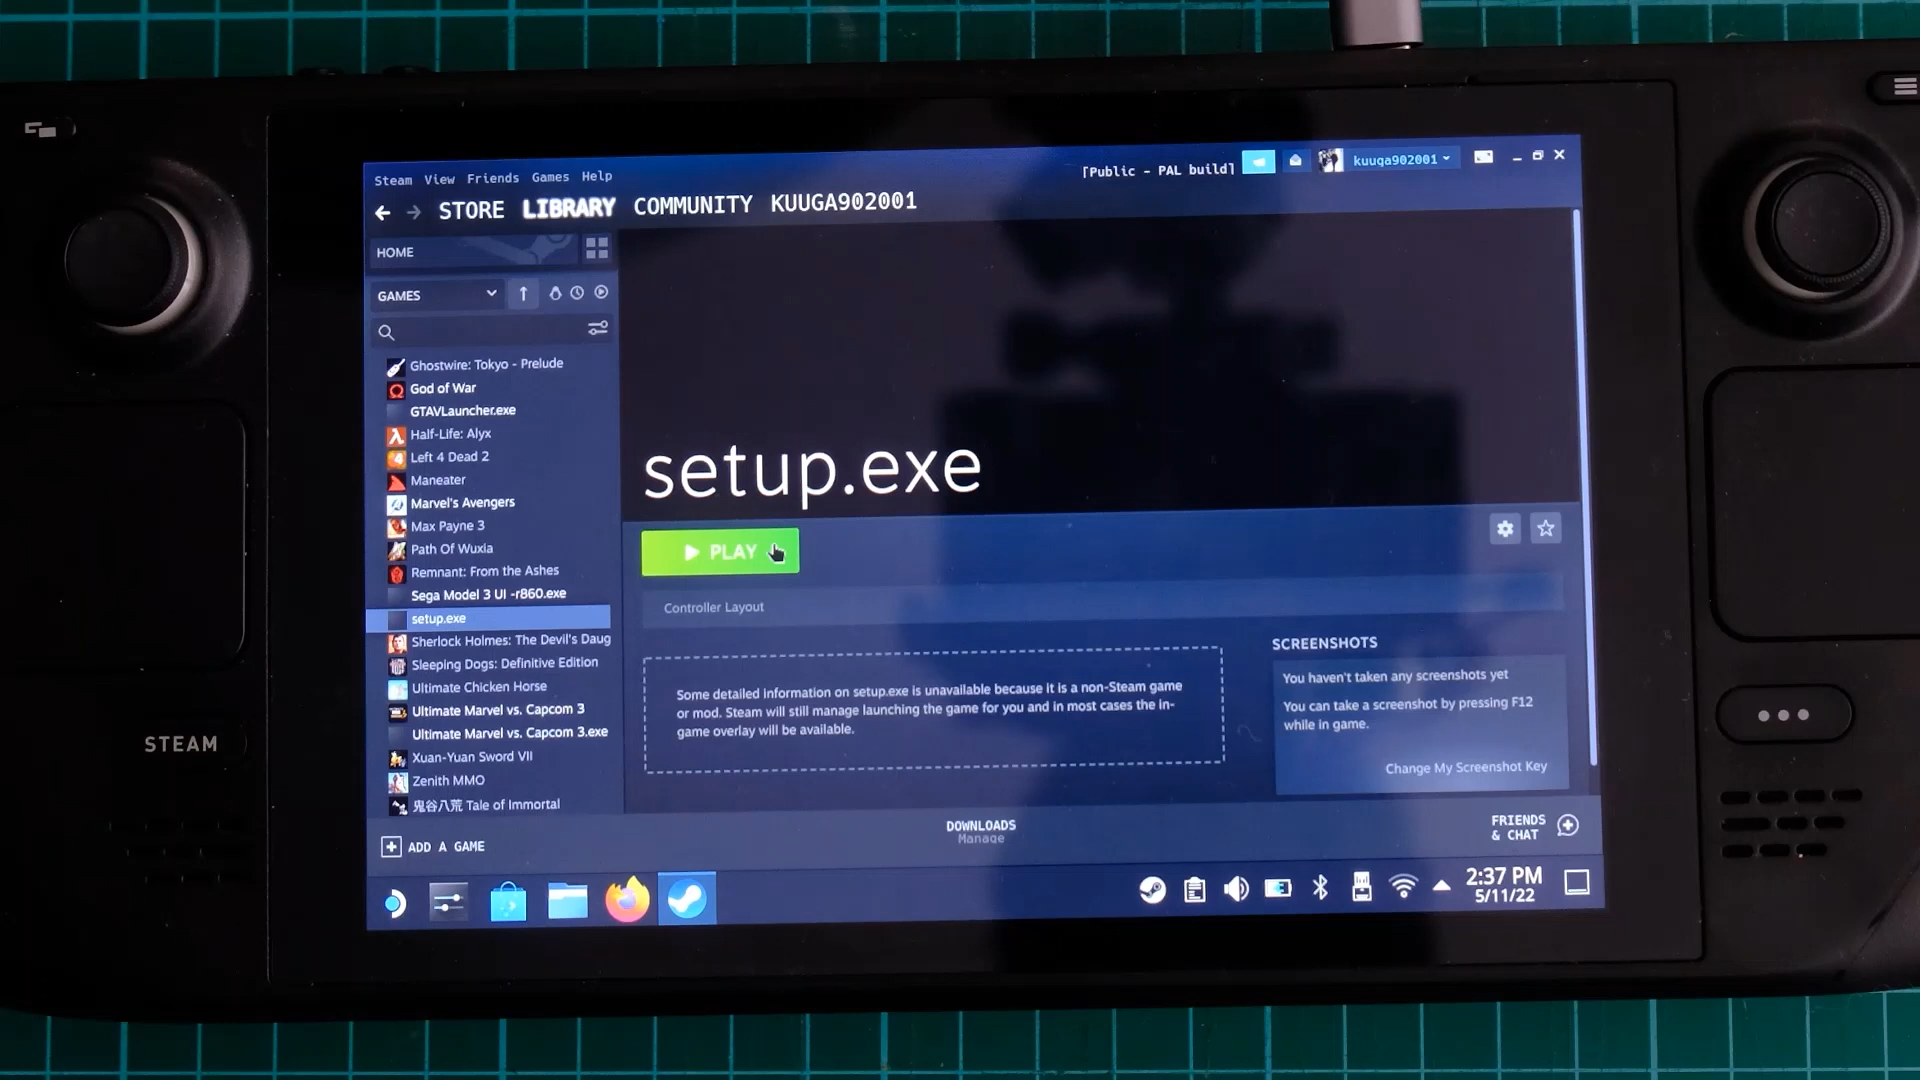 Steam View Friends Games Help
[Public - PAL build]
kuuga902001
STORE LIBRARY COMMUNITY KUUGA902001
HOME
GAMES
Ghostwire: Tokyo - Prelude
God of War
GTAVLauncher.exe
Half-Life: Alyx
Left 4 Dead 2
Maneater
Marvel's Avengers
Max Payne 3
Path Of Wuxia
Remnant: From the Ashes
Sega Model 3 UI -r860.exe
setup.exe
Sherlock Holmes: The Devil's Daug
Sleeping Dogs: Definitive Edition
Ultimate Chicken Horse
Ultimate Marvel vs. Capcom 3
Ultimate Marvel vs. Capcom 3.exe
Xuan-Yuan Sword VII
Zenith MMO
鬼谷八荒 Tale of Immortal
ADD A GAME
setup.exe
PLAY
Controller Layout
Some detailed information on setup.exe is unavailable because it is a non-Steam game
or mod. Steam will still manage launching the game for you and in most cases the in-
game overlay will be available.
SCREENSHOTS
You haven't taken any screenshots yet
You can take a screenshot by pressing F12
while in game.
Change My Screenshot Key
DOWNLOADS
Manage
FRIENDS
& CHAT
2:37 PM
5/11/22
STEAM